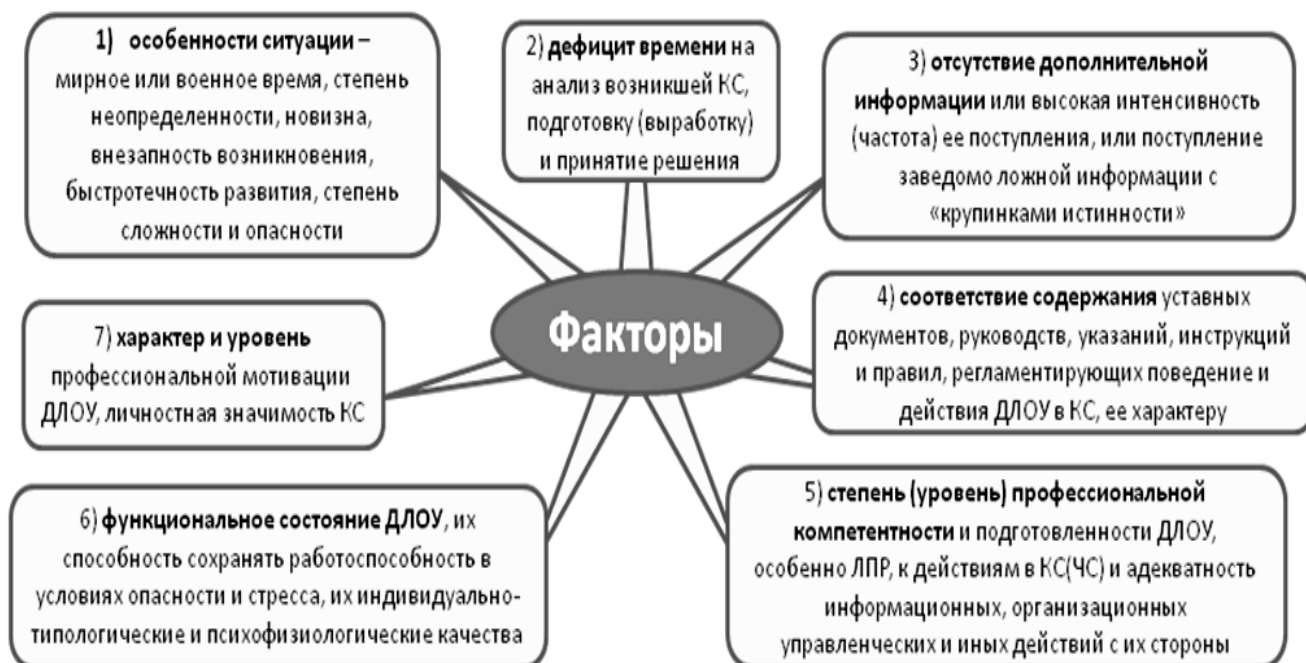 1) особенности ситуации –
мирное или военное время, степень
неопределенности, новизна,
внезапность возникновения,
быстротечность развития, степень
сложности и опасности
2) дефицит времени на
анализ возникшей КС,
подготовку (выработку)
и принятие решения
3) отсутствие дополнительной
информации или высокая интенсивность
(частота) ее поступления, или поступление
заведомо ложной информации с
«крупинками истинности»
Факторы
4) соответствие содержания уставных
документов, руководств, указаний, инструкций
и правил, регламентирующих поведение и
действия ДЛОУ в КС, ее характеру
5) степень (уровень) профессиональной
компетентности и подготовленности ДЛОУ,
особенно ЛПР, к действиям в КС(ЧС) и адекватность
информационных, организационных
управленческих и иных действий с их стороны
6) функциональное состояние ДЛОУ, их
способность сохранять работоспособность в
условиях опасности и стресса, их индивидуально-
типологические и психофизиологические качества
7) характер и уровень
профессиональной мотивации
ДЛОУ, личностная значимость КС